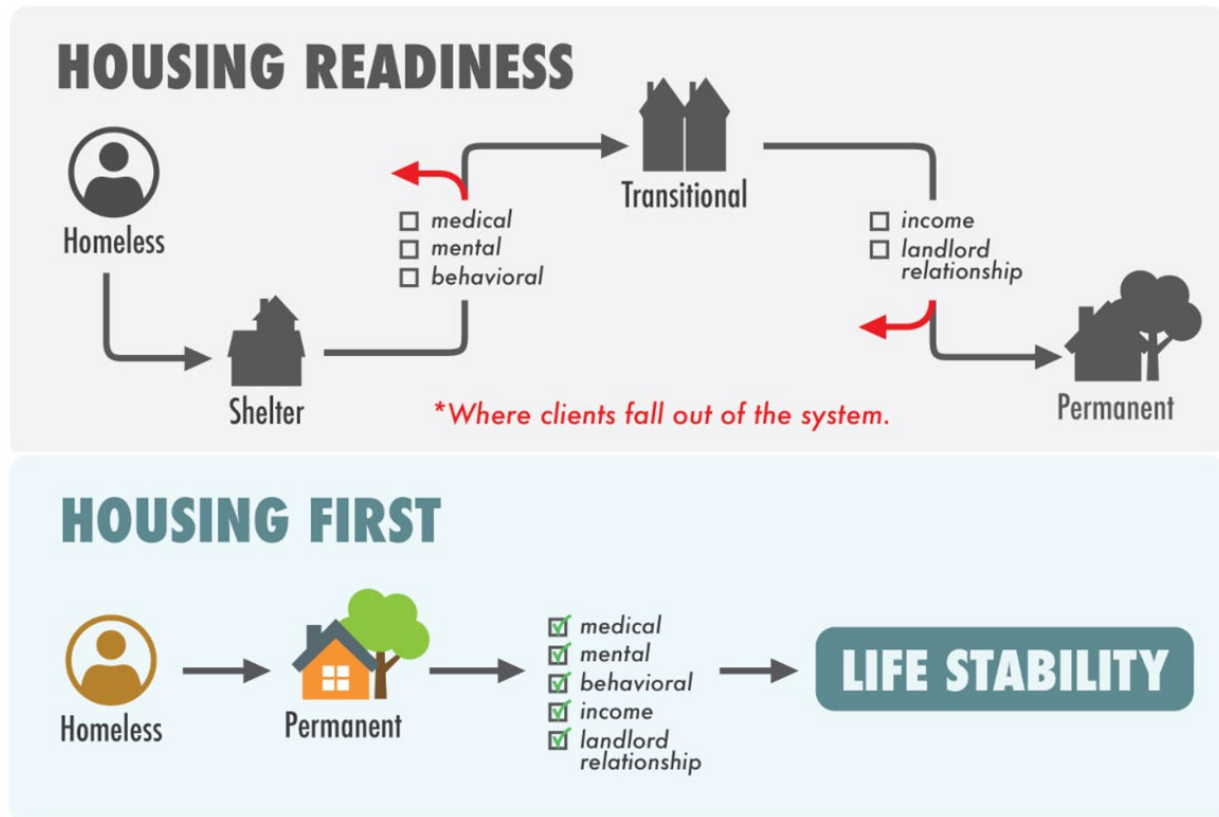 HOUSING READINESS
Homeless
Shelter
medical
mental
behavioral
Transitional
income
landlord
relationship
Permanent
*Where clients fall out of the system.
HOUSING FIRST
Homeless
Permanent
medical
mental
behavioral
income
landlord
relationship
LIFE STABILITY